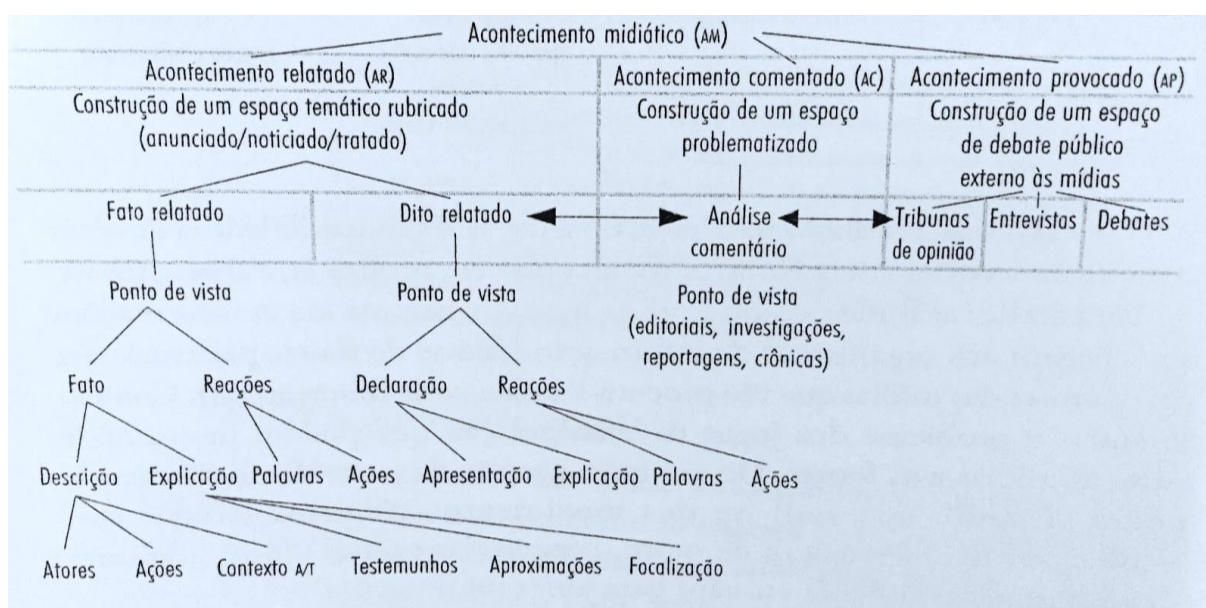 Acontecimento midiático (AM)
Acontecimento relatado (AR)
Acontecimento comentado (AC)
Acontecimento provocado (AP)
Construção de um espaço temático rubricado
(anunciado/noticiado/tratado)
Construção de um espaço
problematizado
Construção de um espaço
de debate público
externo às mídias
Fato relatado
Dito relatado
Análise
comentário
Tribunas
de opinião
Entrevistas
Debates
Ponto de vista
Ponto de vista
Ponto de vista
(editoriais, investigações,
reportagens, crônicas)
Fato
Reações
Declaração
Reações
Descrição
Explicação
Palavras
Ações
Apresentação
Explicação
Palavras
Ações
Atores
Ações
Contexto A/T
Testemunhos
Aproximações
Focalização